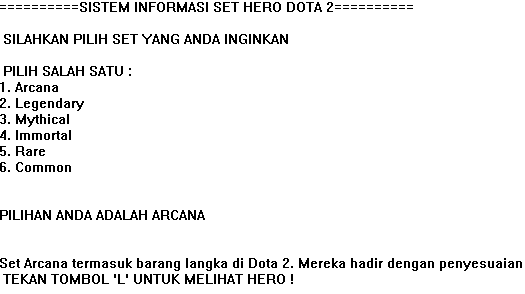 ==========SISTEM INFORMASI SET HERO DOTA 2==========
SILAHKAN PILIH SET YANG ANDA INGINKAN
PILIH SALAH SATU :
1. Arcana
2. Legendary
3. Mythical
4. Immortal
5. Rare
6. Common
PILIHAN ANDA ADALAH ARCANA
Set Arcana termasuk barang langka di Dota 2. Mereka hadir dengan penyesuaian
TEKAN TOMBOL 'L' UNTUK MELIHAT HERO !